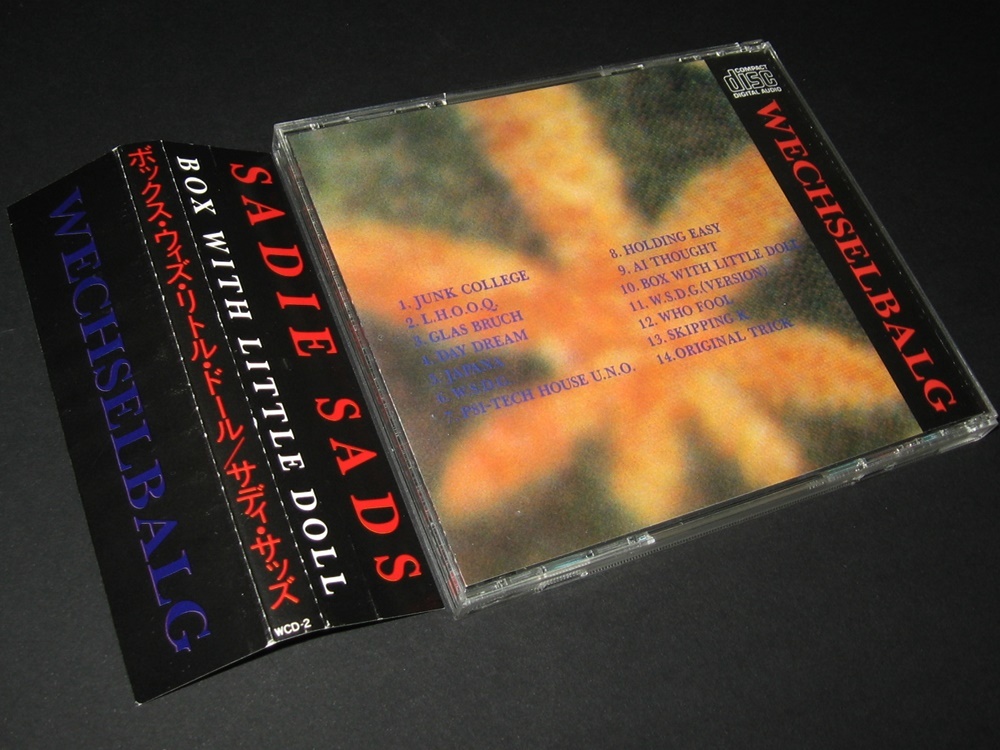 WECHSELBALG
ボックス・ウィズ・リトル・ドール/サディ・サッズ
WCD-2
BOX WITH LITTLE DOLL
SADIE SADS
1. JUNK COLLEGE
2. L.H.O.O.Q.
3. GLAS BRUCH
4. DAY DREAM
5.
6. W.S.D.G.
7. PSI-TECH HOUSE U.N.O.
8. HOLDING EASY
9. AI THOUGHT
10. BOX WITH LITTLE DOLL
11. W.S.D.G.(VERSION)
12. WHO FOOL
13. SKIPPING K
14. ORIGINAL TRICK
COMPACT
disc
DIGITAL AUDIO
WECHSELBALG